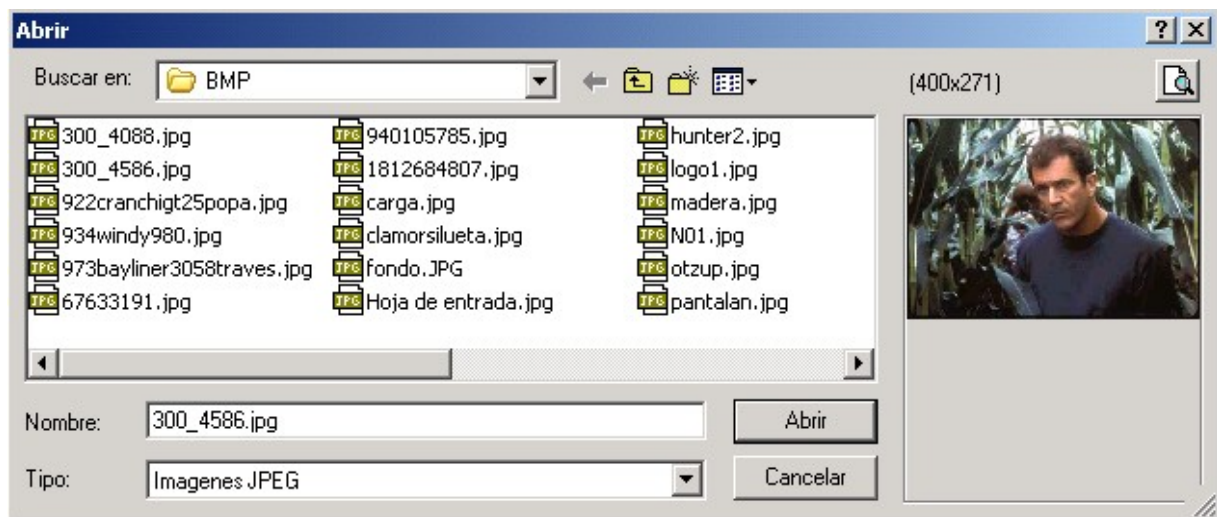 Abrir
Buscar en: BMP (400x271)
300_4088.jpg
300_4586.jpg
922cranchigt25popa.jpg
934windy980.jpg
973bayliner3058traves.jpg
67633191.jpg
940105785.jpg
1812684807.jpg
carga.jpg
clamorsilueta.jpg
fondo.JPG
Hoja de entrada.jpg
hunter2.jpg
logo1.jpg
madera.jpg
N01.jpg
otzup.jpg
pantalan.jpg
Nombre: 300_4586.jpg Abrir
Tipo: Imagenes JPEG Cancelar